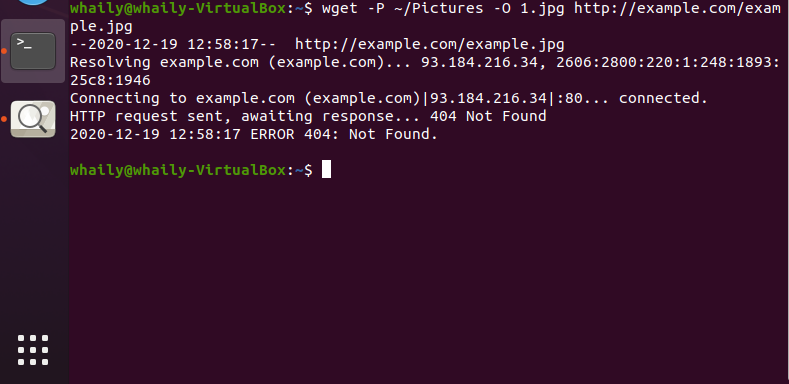 whaily@whaily-VirtualBox:~$ wget -P ~/Pictures -O 1.jpg http://example.com/exam
ple.jpg
--2020-12-19 12:58:17--  http://example.com/example.jpg
Resolving example.com (example.com)... 93.184.216.34, 2606:2800:220:1:248:1893:
25c8:1946
Connecting to example.com (example.com)|93.184.216.34|:80... connected.
HTTP request sent, awaiting response... 404 Not Found
2020-12-19 12:58:17 ERROR 404: Not Found.
whaily@whaily-VirtualBox:~$